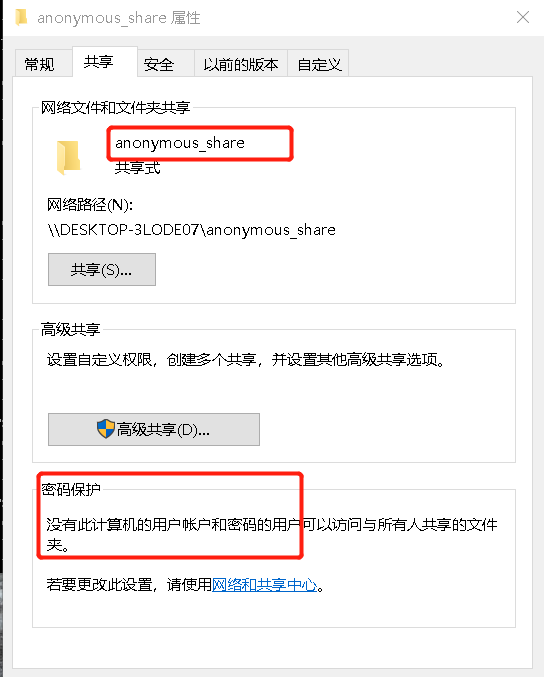 anonymous_share 属性
常规 共享 安全 以前的版本 自定义
网络文件和文件夹共享
anonymous_share
共享式
网络路径(N):
\\DESKTOP-3LODE07\anonymous_share
共享(S)...
高级共享
设置自定义权限，创建多个共享，并设置其他高级共享选项。
高级共享(D)...
密码保护
没有此计算机的用户帐户和密码的用户可以访问与所有人共享的文件
夹。
若要更改此设置，请使用网络和共享中心。